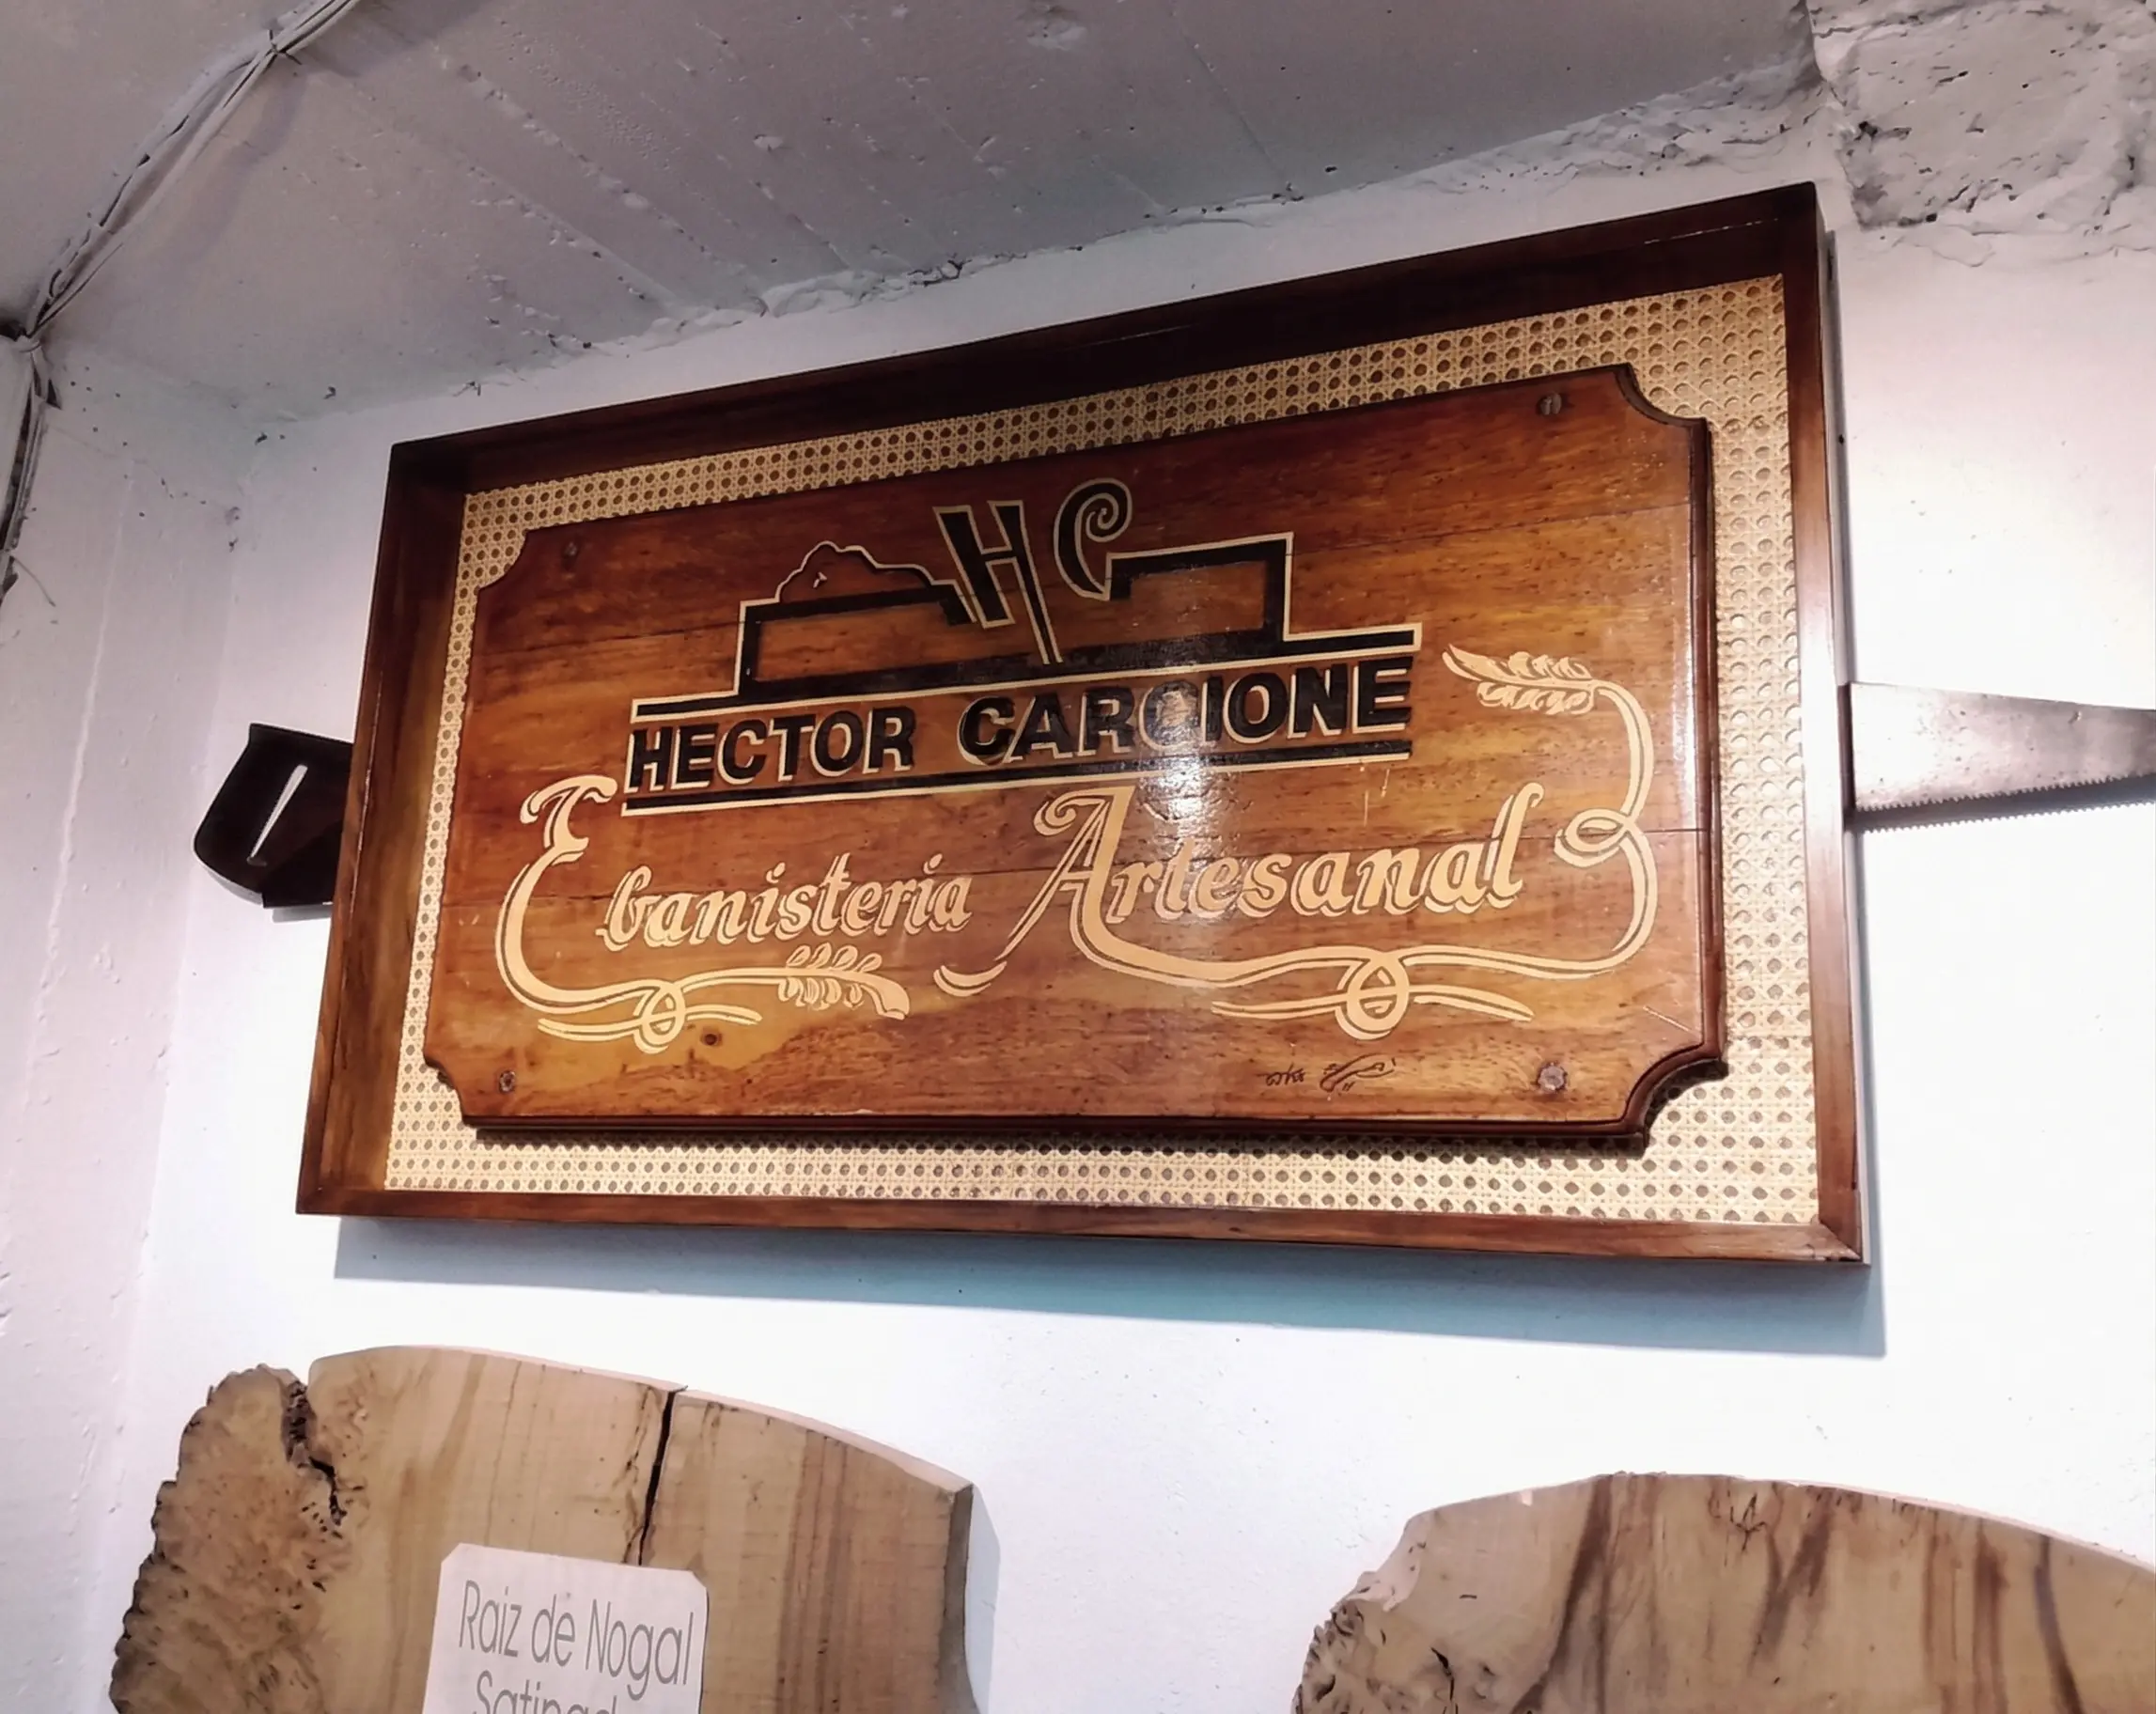 HC
HECTOR CARCIONE
Ebanisteria Artesanal
Raiz de Nogal